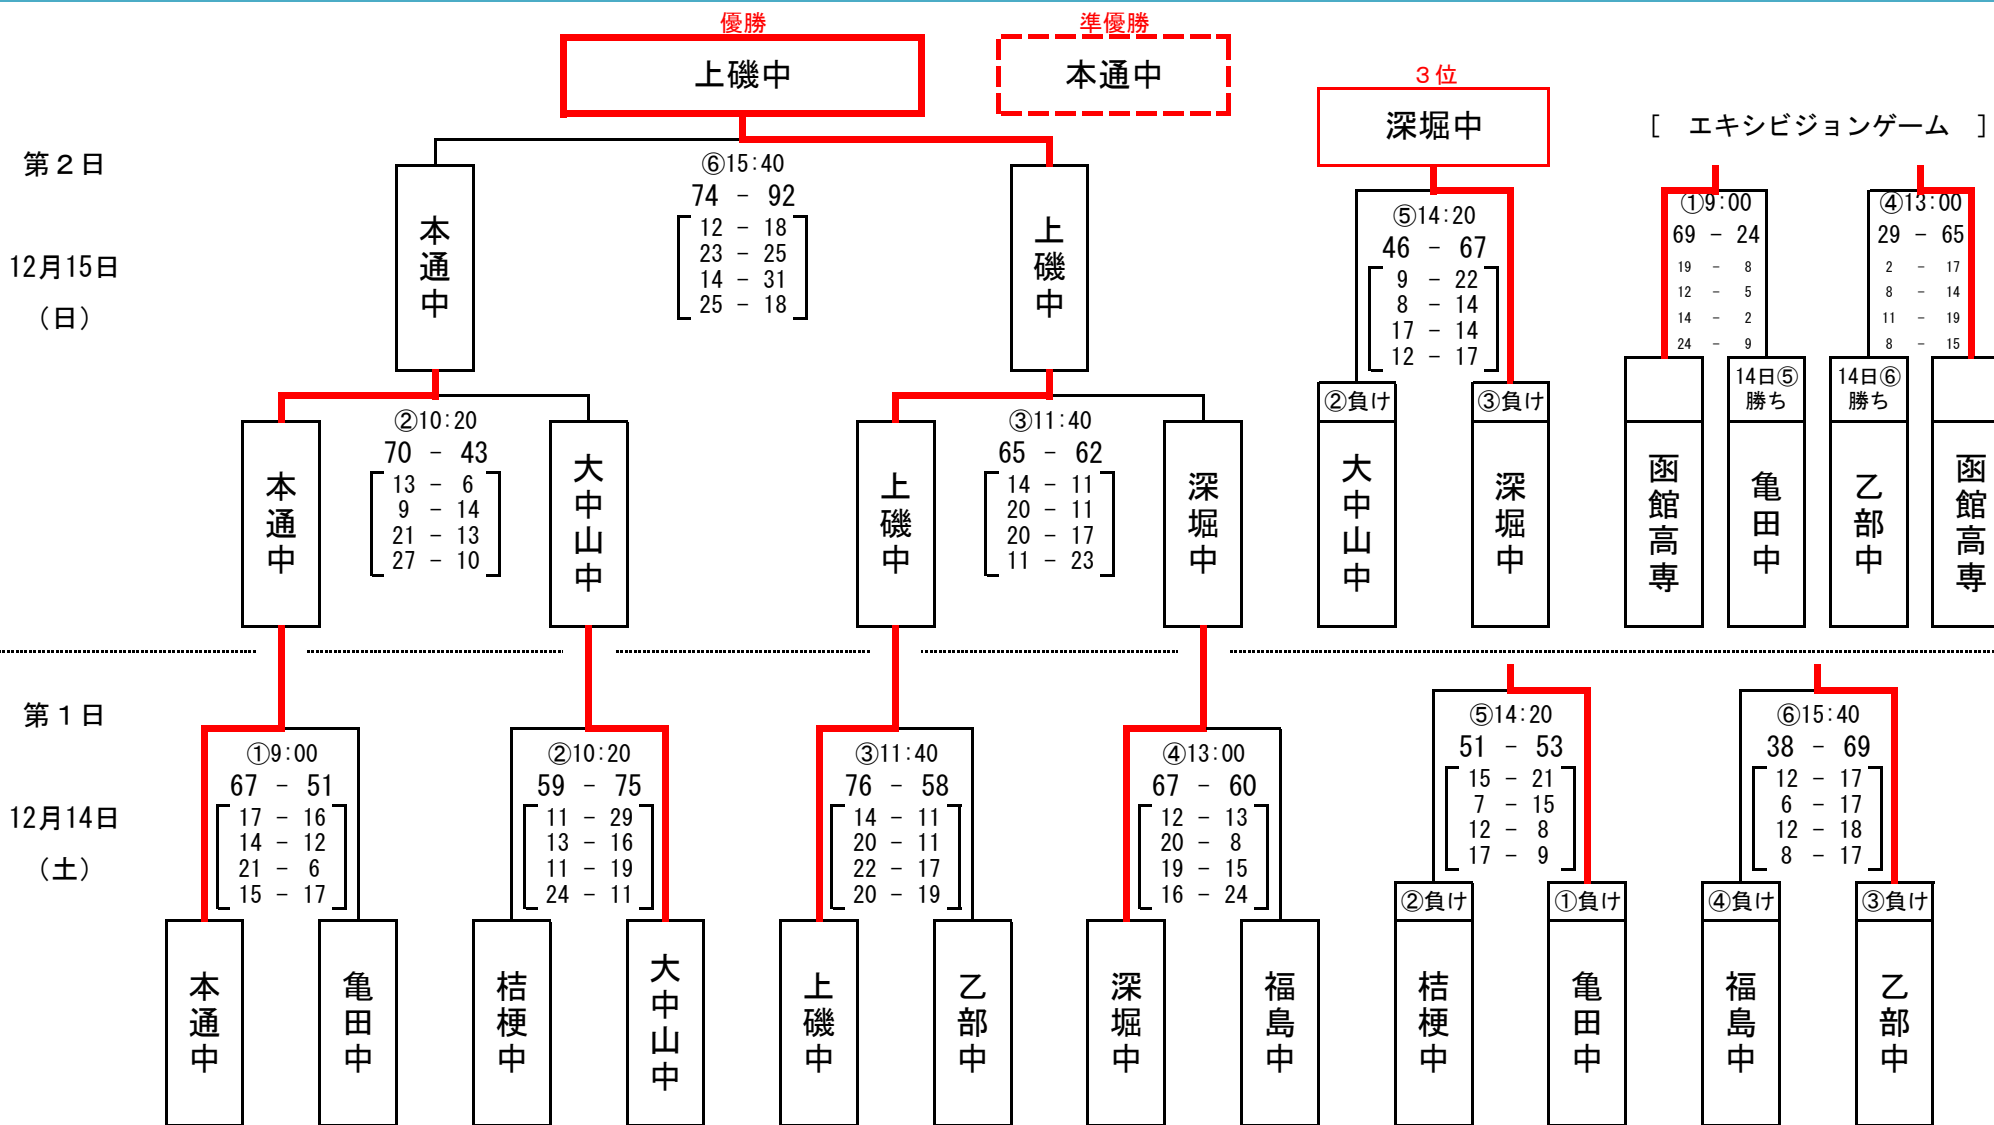 優勝
上磯中
準優勝
本通中
３位
深堀中
［　エキシビジョンゲーム　］
第２日
12月15日
（日）
本通中
⑥15:40
74 － 92
12 － 18
23 － 25
14 － 31
25 － 18
上磯中
⑤14:20
46 － 67
9 － 22
8 － 14
17 － 14
12 － 17
②負け
大中山中
③負け
深堀中
①9:00
69 － 24
19 － 8
12 － 5
14 － 2
24 － 9
函館高専
14日⑤
勝ち
亀田中
④13:00
29 － 65
2 － 17
8 － 14
11 － 19
8 － 15
14日⑥
勝ち
乙部中
函館高専
本通中
②10:20
70 － 43
13 － 6
9 － 14
21 － 13
27 － 10
大中山中
上磯中
③11:40
65 － 62
14 － 11
20 － 11
20 － 17
11 － 23
深堀中
第１日
12月14日
（土）
①9:00
67 － 51
17 － 16
14 － 12
21 － 6
15 － 17
本通中
亀田中
②10:20
59 － 75
11 － 29
13 － 16
11 － 19
24 － 11
桔梗中
大中山中
③11:40
76 － 58
14 － 11
20 － 11
22 － 17
20 － 19
上磯中
乙部中
④13:00
67 － 60
12 － 13
20 － 8
19 － 15
16 － 24
深堀中
福島中
⑤14:20
51 － 53
15 － 21
7 － 15
12 － 8
17 － 9
②負け
桔梗中
①負け
亀田中
⑥15:40
38 － 69
12 － 17
6 － 17
12 － 18
8 － 17
④負け
福島中
③負け
乙部中